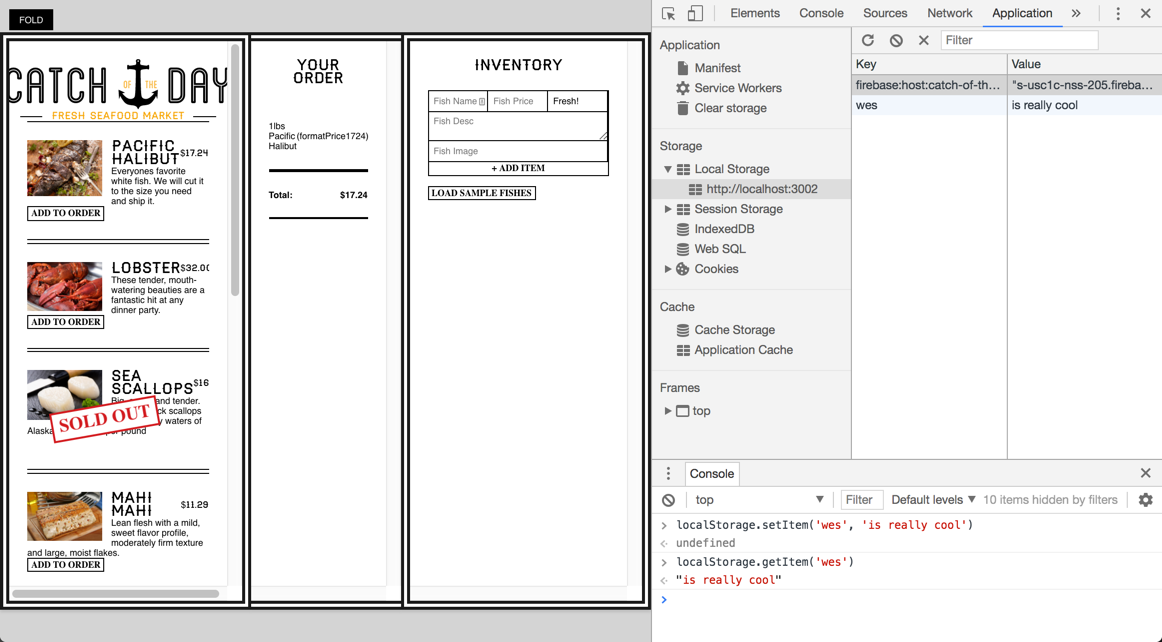 FOLD
CATCH OF THE DAY
FRESH SEAFOOD MARKET
PACIFIC
HALIBUT
$17.24
Everyones favorite
white fish. We will cut it
to the size you need
and ship it.
ADD TO ORDER
LOBSTER
$32.00
These tender, mouth-
watering beauties are a
fantastic hit at any
dinner party.
ADD TO ORDER
SEA
SCALLOPS
$16
and tender.
ck scallops
y waters of
Alaska
pound
SOLD OUT
MAHI
MAHI
$11.29
Lean flesh with a mild,
sweet flavor profile,
moderately firm texture
and large, moist flakes.
ADD TO ORDER
YOUR
ORDER
1lbs
Pacific (formatPrice1724)
Halibut
Total: $17.24
INVENTORY
Fish Name Fish Price Fresh!
Fish Desc
Fish Image
+ ADD ITEM
LOAD SAMPLE FISHES
Elements Console Sources Network Application »
Application
Manifest
Service Workers
Clear storage
Storage
Local Storage
http://localhost:3002
Session Storage
IndexedDB
Web SQL
Cookies
Cache
Cache Storage
Application Cache
Frames
top
Filter
Key Value
firebase:host:catch-of-th… "s-usc1c-nss-205.fireba…
wes is really cool
Console
top Filter Default levels 10 items hidden by filters
localStorage.setItem('wes', 'is really cool')
undefined
localStorage.getItem('wes')
"is really cool"